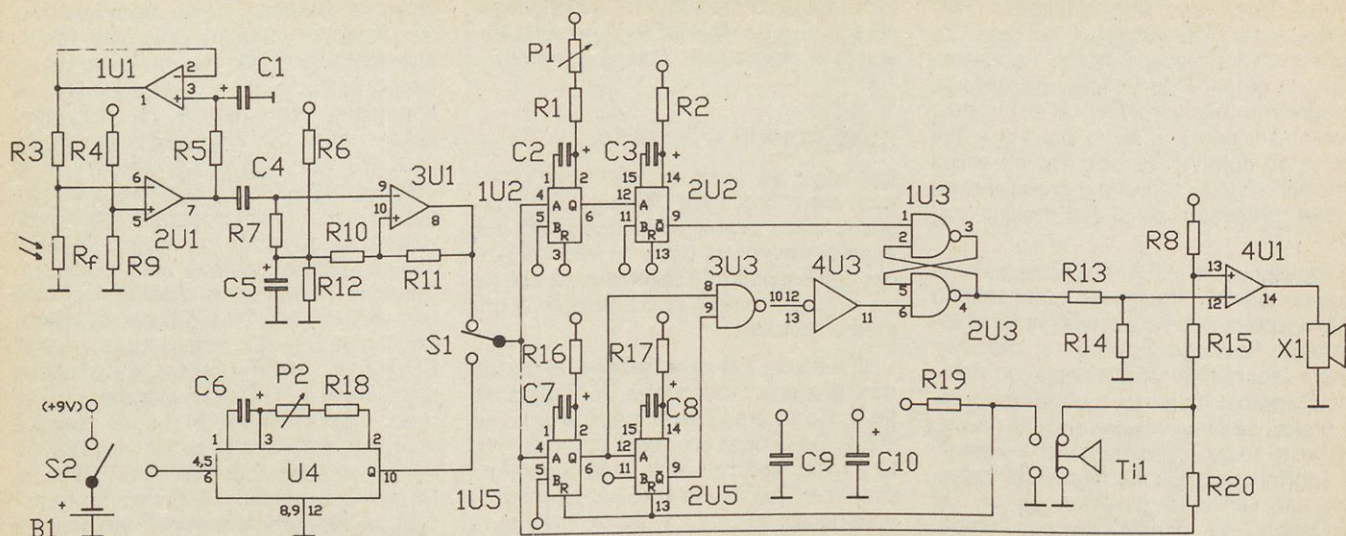 P1
1U1
2
3
1
C1
R1
R2
R3
R4
R5
R6
C4
C2
C3
6
5
7
2U1
9
10
8
3U1
1U2
1
2
4
A
Q
6
5
B
R
3
15
14
12
A
11
B
R
Q̅
9
13
2U2
1U3
1
2
3
Rf
R9
R7
R10
R11
C5
R12
3U3
8
9
10
4U3
12
13
11
5
6
4
2U3
R13
R14
R8
13
12
14
4U1
R15
X1
S1
R16
R17
C7
C8
R19
C6
P2
R18
(+9V)
S2
B1
1
3
2
4,5
6
U4
Q
10
8,9
12
1U5
1
2
4
A
Q
6
5
B
R
15
14
12
A
11
B
R
Q̅
9
13
2U5
C9
C10
Ti1
R20